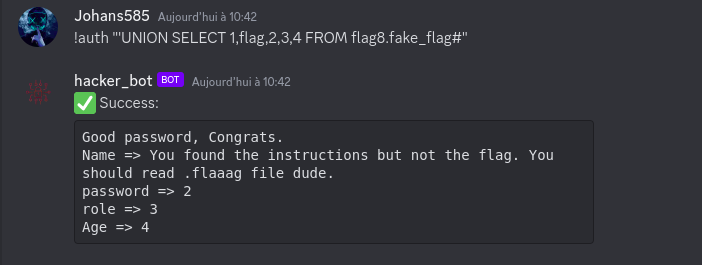 Johans585 Aujourd'hui à 10:42
!auth "'UNION SELECT 1,flag,2,3,4 FROM flag8.fake_flag#"
hacker_bot BOT Aujourd'hui à 10:42
✅ Success:
Good password, Congrats.
Name => You found the instructions but not the flag. You
should read .flaaag file dude.
password => 2
role => 3
Age => 4